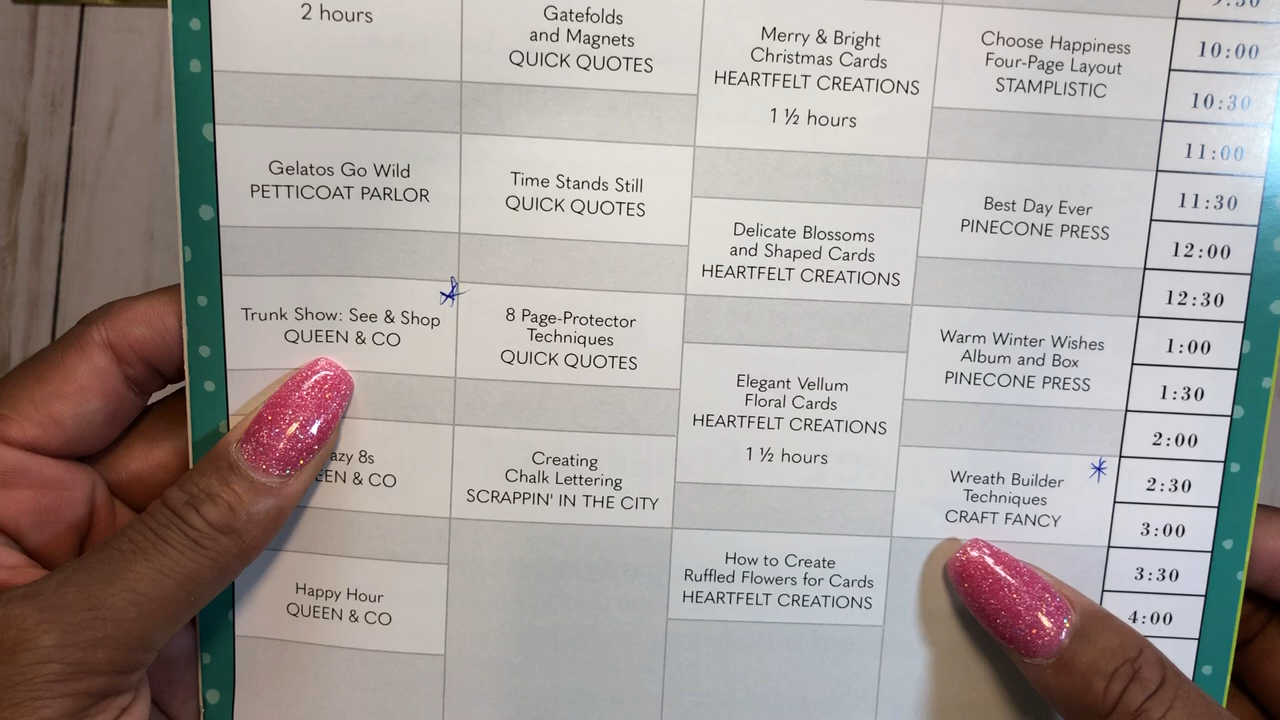 2 hours
Gelatos Go Wild
PETTICOAT PARLOR
Trunk Show: See & Shop
QUEEN & CO
& CO
Happy Hour
QUEEN & CO
Gatefolds
and Magnets
QUICK QUOTES
Time Stands Still
QUICK QUOTES
8 Page-Protector
Techniques
QUICK QUOTES
Creating
Chalk Lettering
SCRAPPIN' IN THE CITY
Merry & Bright
Christmas Cards
HEARTFELT CREATIONS
1 ½ hours
Delicate Blossoms
and Shaped Cards
HEARTFELT CREATIONS
Elegant Vellum
Floral Cards
HEARTFELT CREATIONS
1 ½ hours
How to Create
Ruffled Flowers for Cards
HEARTFELT CREATIONS
Choose Happiness
Four-Page Layout
STAMPLISTIC
Best Day Ever
PINECONE PRESS
Warm Winter Wishes
Album and Box
PINECONE PRESS
Wreath Builder
Techniques
CRAFT FANCY
10:00
10:30
11:00
11:30
12:00
12:30
1:00
1:30
2:00
2:30
3:00
3:30
4:00